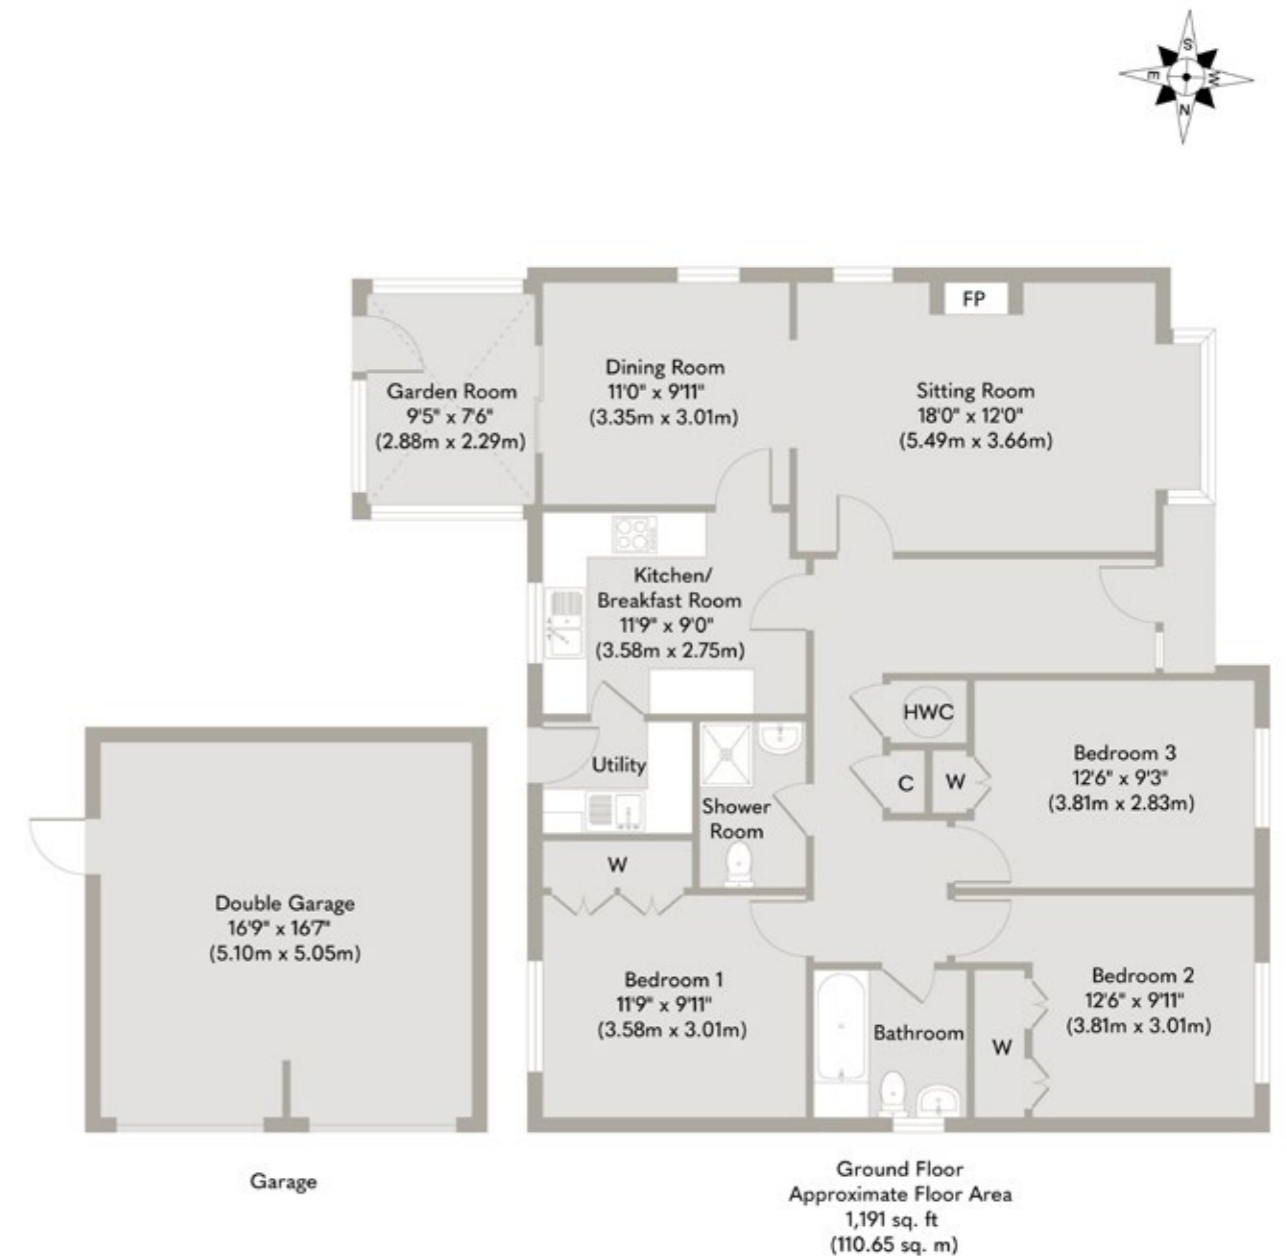 S
E W
N
FP
Dining Room
11'0" x 9'11"
(3.35m x 3.01m)
Garden Room
9'5" x 7'6"
(2.88m x 2.29m)
Sitting Room
18'0" x 12'0"
(5.49m x 3.66m)
Kitchen/
Breakfast Room
11'9" x 9'0"
(3.58m x 2.75m)
HWC
Utility
C
W
Bedroom 3
12'6" x 9'3"
(3.81m x 2.83m)
Shower
Room
W
Double Garage
16'9" x 16'7"
(5.10m x 5.05m)
Bedroom 1
11'9" x 9'11"
(3.58m x 3.01m)
Bathroom
W
Bedroom 2
12'6" x 9'11"
(3.81m x 3.01m)
Garage
Ground Floor
Approximate Floor Area
1,191 sq. ft
(110.65 sq. m)